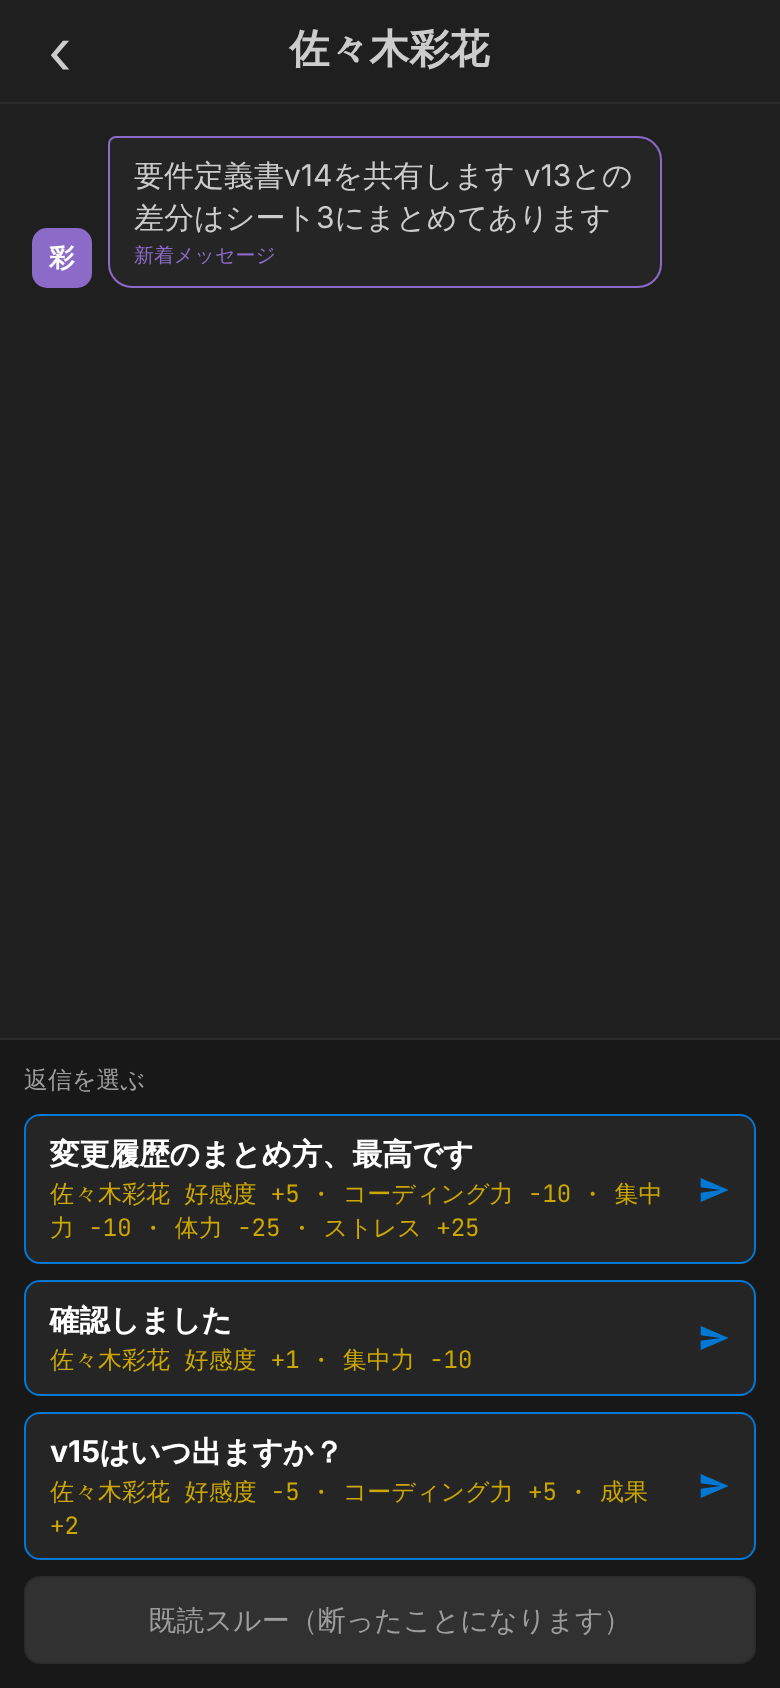 佐々木彩花
要件定義書v14を共有します v13との
差分はシート3にまとめてあります
新着メッセージ
彩
返信を選ぶ
変更履歴のまとめ方、最高です
佐々木彩花 好感度 +5 ・ コーディング力 -10 ・ 集中
力 -10 ・ 体力 -25 ・ ストレス +25
確認しました
佐々木彩花 好感度 +1 ・ 集中力 -10
v15はいつ出ますか？
佐々木彩花 好感度 -5 ・ コーディング力 +5 ・ 成果
+2
既読スルー（断ったことになります）